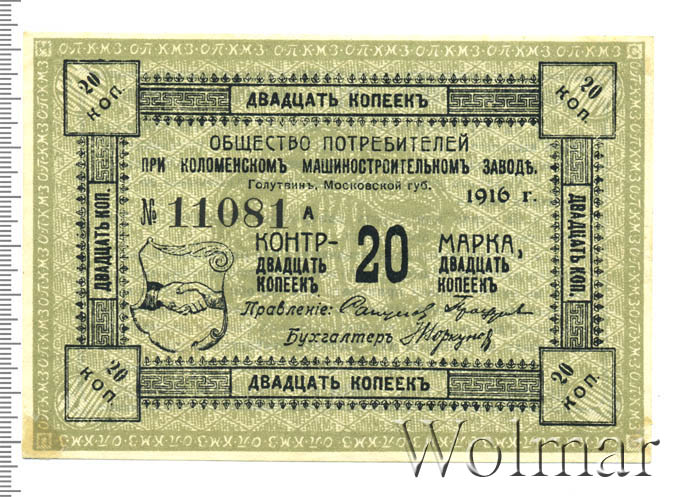 О.П.К.М.З. О.П.К.М.З. О.П.К.М.З. О.П.К.М.З. О.П.К.М.З.
20 КОП.
ДВАДЦАТЬ КОПЕЕКЪ
20 КОП.
ОБЩЕСТВО ПОТРЕБИТЕЛЕЙ
ПРИ КОЛОМЕНСКОМЪ МАШИНОСТРОИТЕЛЬНОМЪ ЗАВОДѢ.
Голутвинъ, Московской губ.
1916 г.
№ 11081 А
ДВАДЦАТЬ КОП.
КОНТР- 20 МАРКА,
ДВАДЦАТЬ КОПЕЕКЪ
ДВАДЦАТЬ КОПЕЕКЪ
ДВАДЦАТЬ КОП.
Правленіе:
Бухгалтеръ
20 КОП.
ДВАДЦАТЬ КОПЕЕКЪ
20 КОП.
Wolmar